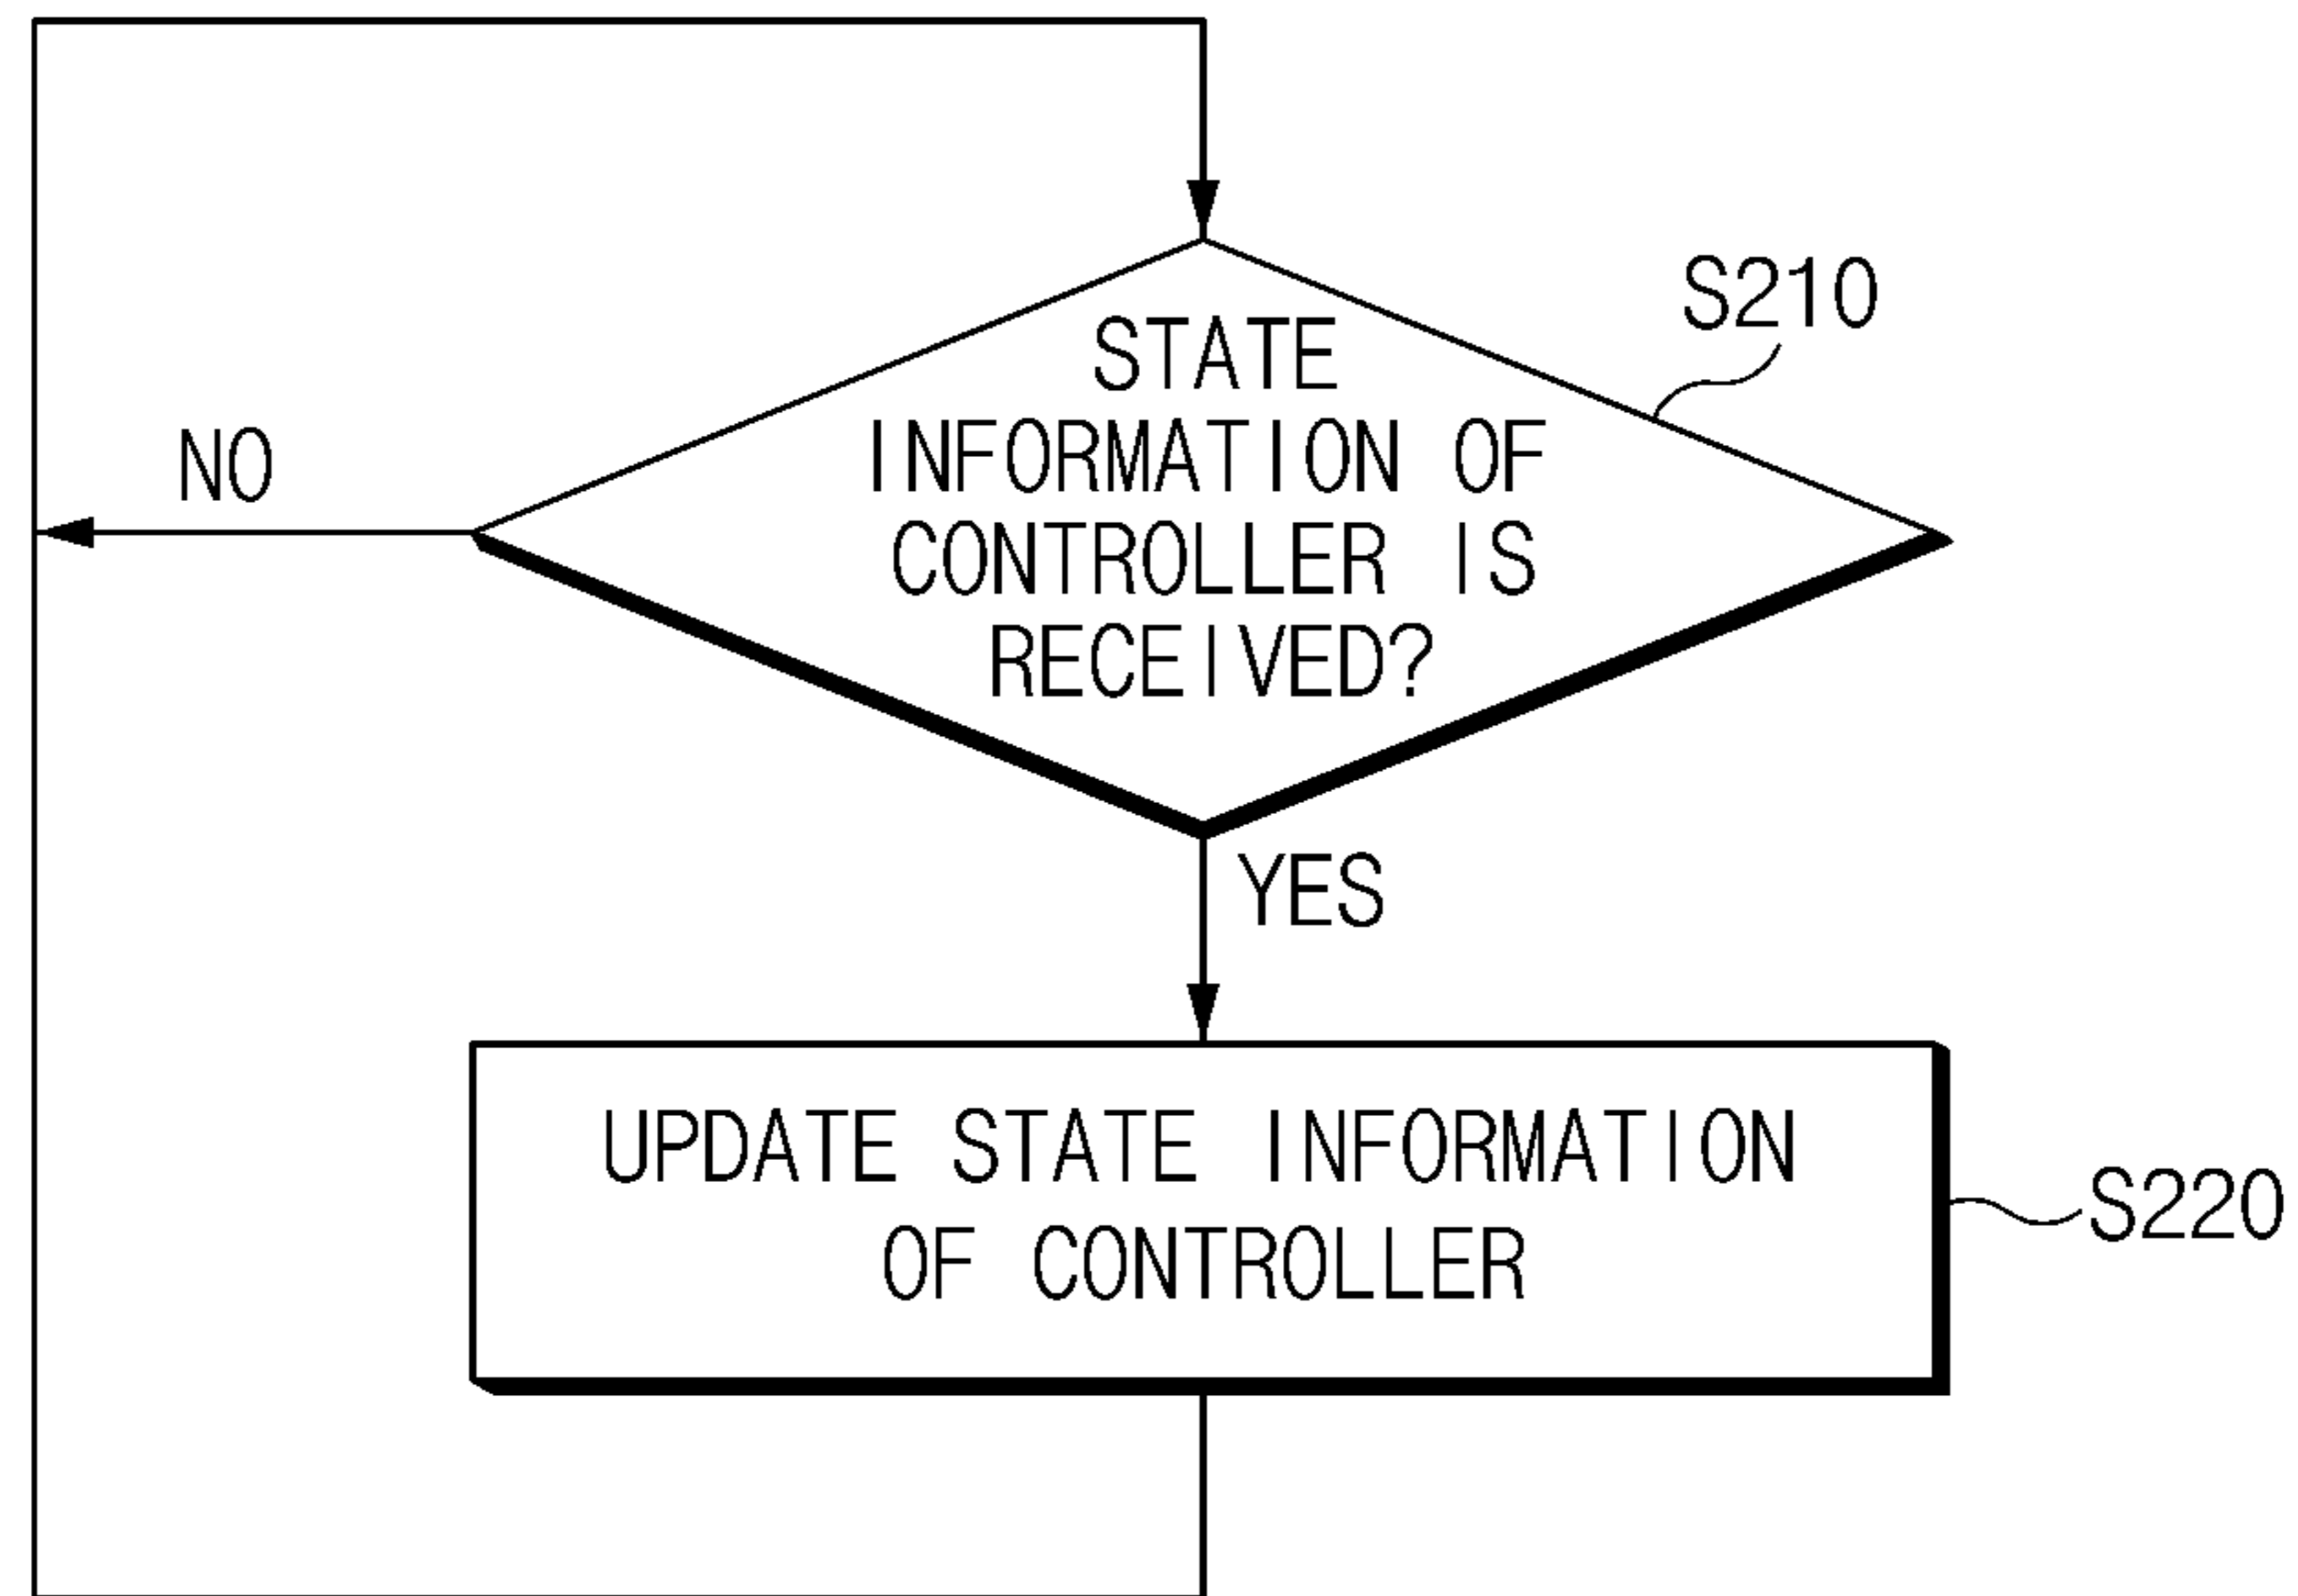 S210
STATE
INFORMATION OF
CONTROLLER IS
RECEIVED?
NO
YES
UPDATE STATE INFORMATION
OF CONTROLLER
S220